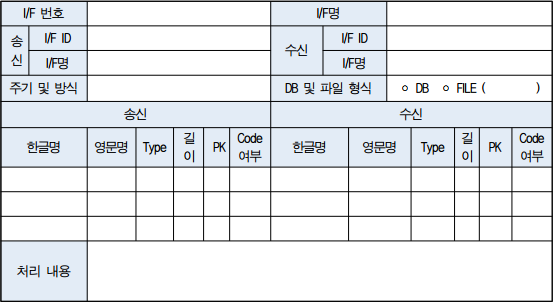 I/F 번호 I/F명
송신 I/F ID 수신 I/F ID
I/F명 I/F명
주기 및 방식 DB 및 파일 형식 ○ DB ○ FILE ( )
송신 수신
한글명 영문명 Type 길이 PK Code 여부 한글명 영문명 Type 길이 PK Code 여부
처리 내용